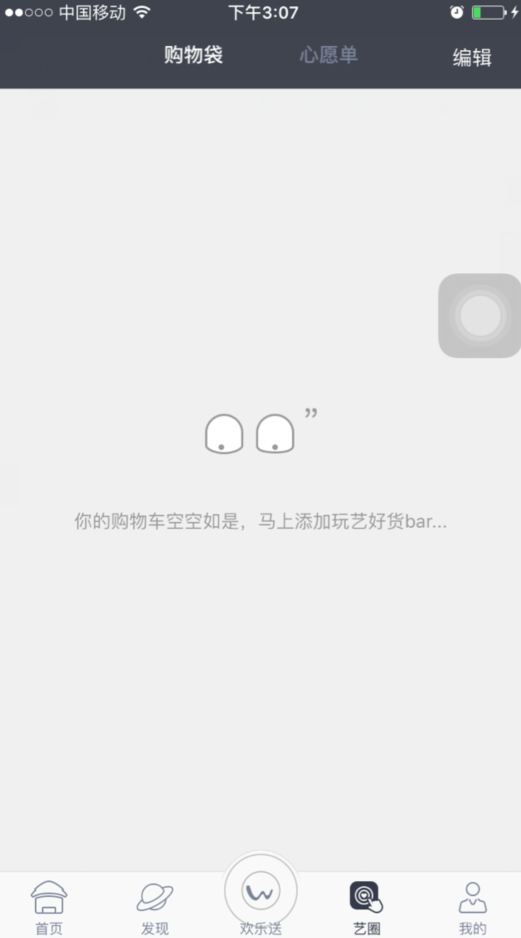 中国移动 下午3:07
购物袋 心愿单 编辑
你的购物车空空如是，马上添加玩艺好货bar...
首页 发现 欢乐送 艺圈 我的